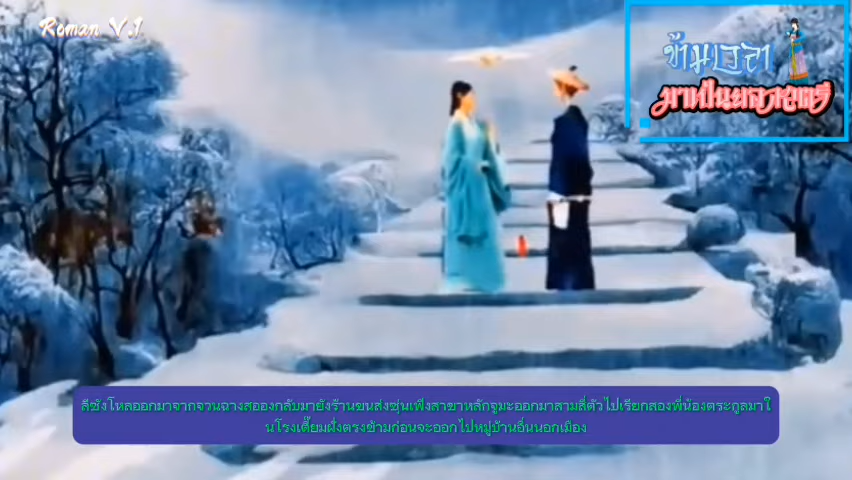 Roman V.1
ข้ามเวลา
มาเป็นยอดสตรี
ลีซังโหลออกมาจากจวนฉางสอองกลับมายังร้านขนส่งซุ่นเฟิงสาขาหลักจูมะออกมาสามสี่ตัวไปเรียกสองพี่น้องตระกูลมาใ
นโรงเตี๊ยมฝั่งตรงข้ามก่อนจะออกไปหมู่บ้านอื่นนอกเมือง